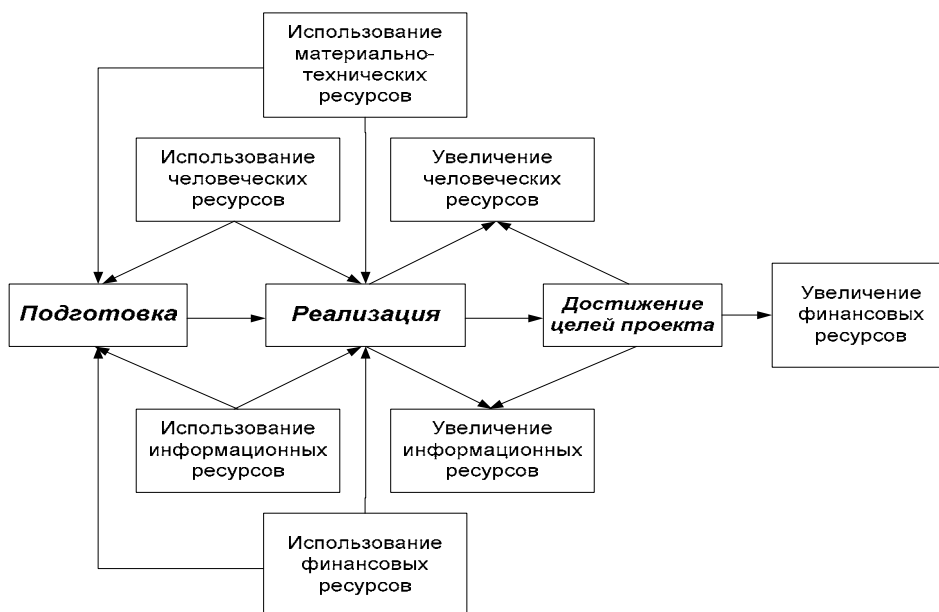 Использование
материально-
технических
ресурсов
Использование
человеческих
ресурсов
Увеличение
человеческих
ресурсов
Подготовка
Реализация
Достижение
целей проекта
Увеличение
финансовых
ресурсов
Использование
информационных
ресурсов
Увеличение
информационных
ресурсов
Использование
финансовых
ресурсов